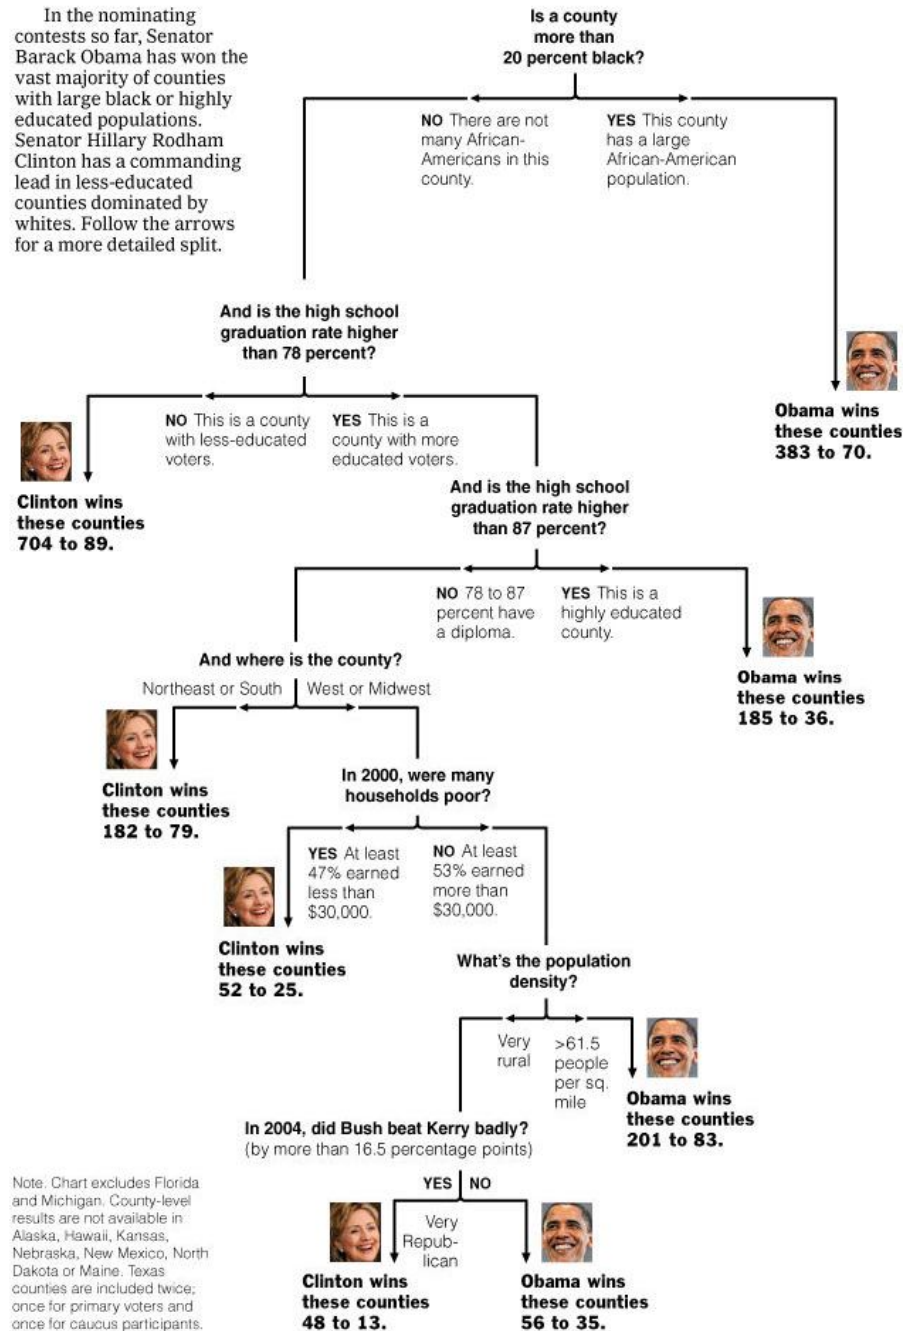 In the nominating
contests so far, Senator
Barack Obama has won the
vast majority of counties
with large black or highly
educated populations.
Senator Hillary Rodham
Clinton has a commanding
lead in less-educated
counties dominated by
whites. Follow the arrows
for a more detailed split.
Is a county
more than
20 percent black?
NO There are not
many African-
Americans in this
county.
YES This county
has a large
African-American
population.
And is the high school
graduation rate higher
than 78 percent?
Obama wins
these counties
383 to 70.
NO This is a county
with less-educated
voters.
YES This is a
county with more
educated voters.
Clinton wins
these counties
704 to 89.
And is the high school
graduation rate higher
than 87 percent?
NO 78 to 87
percent have
a diploma.
YES This is a
highly educated
county.
Obama wins
these counties
185 to 36.
And where is the county?
Northeast or South
West or Midwest
Clinton wins
these counties
182 to 79.
In 2000, were many
households poor?
YES At least
47% earned
less than
$30,000.
NO At least
53% earned
more than
$30,000.
Clinton wins
these counties
52 to 25.
What's the population
density?
Very
rural
>61.5
people
per sq.
mile
Obama wins
these counties
201 to 83.
In 2004, did Bush beat Kerry badly?
(by more than 16.5 percentage points)
YES
NO
Very
Repub-
lican
Clinton wins
these counties
48 to 13.
Obama wins
these counties
56 to 35.
Note. Chart excludes Florida
and Michigan. County-level
results are not available in
Alaska, Hawaii, Kansas,
Nebraska, New Mexico, North
Dakota or Maine. Texas
counties are included twice;
once for primary voters and
once for caucus participants.